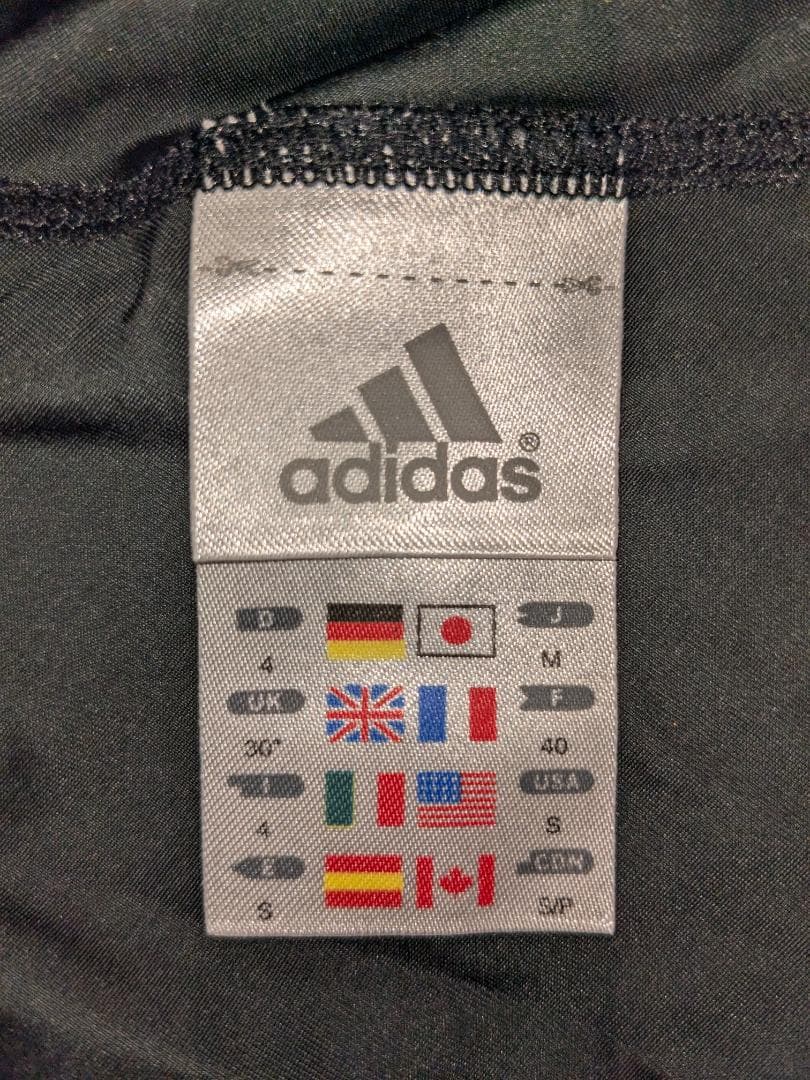 adidas®
D J
4 M
UK F
30" 40
I USA
4 S
E CDN
S S/P